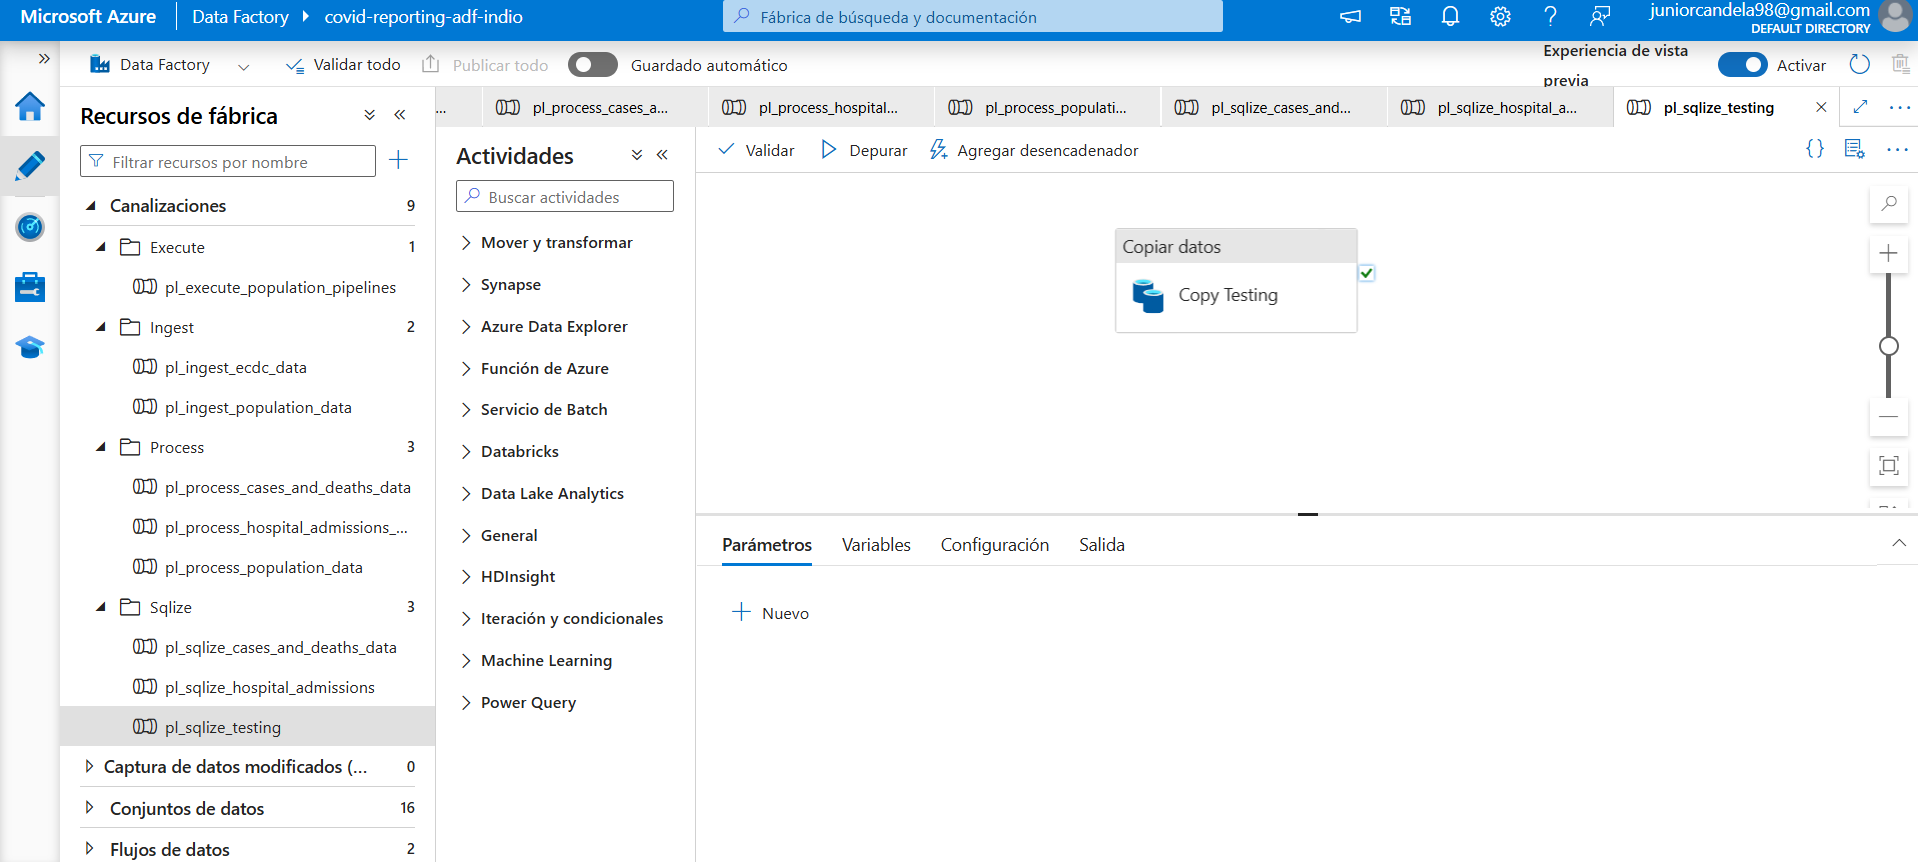 Microsoft Azure
Data Factory
covid-reporting-adf-indio
Fábrica de búsqueda y documentación
juniorcandela98@gmail.com
DEFAULT DIRECTORY
Data Factory
Validar todo
Publicar todo
Guardado automático
Experiencia de vista
previa
Activar
Recursos de fábrica
Filtrar recursos por nombre
Canalizaciones 9
Execute 1
pl_execute_population_pipelines
Ingest 2
pl_ingest_ecdc_data
pl_ingest_population_data
Process 3
pl_process_cases_and_deaths_data
pl_process_hospital_admissions_...
pl_process_population_data
Sqlize 3
pl_sqlize_cases_and_deaths_data
pl_sqlize_hospital_admissions
pl_sqlize_testing
Captura de datos modificados (... 0
Conjuntos de datos 16
Flujos de datos 2
...
pl_process_cases_a...
pl_process_hospital...
pl_process_populati...
pl_sqlize_cases_and...
pl_sqlize_hospital_a...
pl_sqlize_testing
Actividades
Buscar actividades
Mover y transformar
Synapse
Azure Data Explorer
Función de Azure
Servicio de Batch
Databricks
Data Lake Analytics
General
HDInsight
Iteración y condicionales
Machine Learning
Power Query
Validar
Depurar
Agregar desencadenador
Copiar datos
Copy Testing
Parámetros
Variables
Configuración
Salida
Nuevo